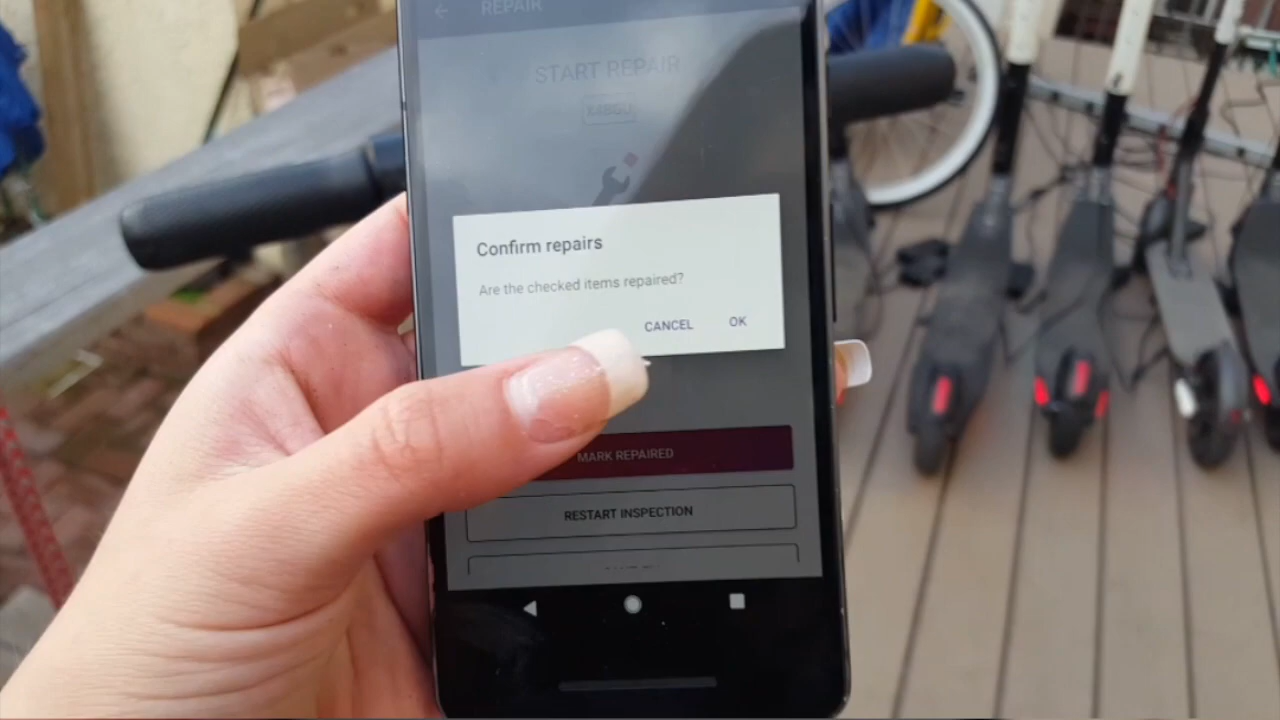 REPAIR
START REPAIR
Confirm repairs
Are the checked items repaired?
CANCEL OK
MARK REPAIRED
RESTART INSPECTION